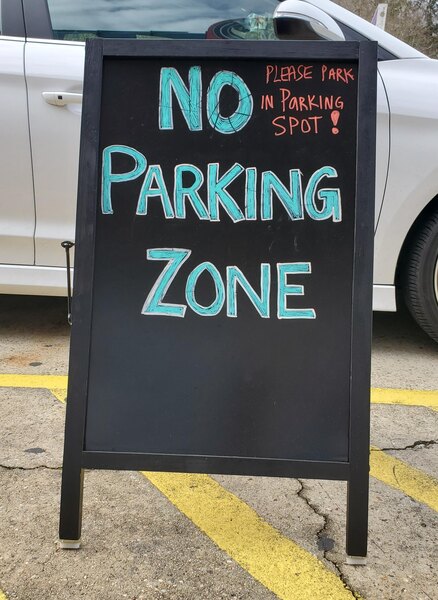 NO
PLEASE PARK
IN PARKING
SPOT!
PARKING
ZONE